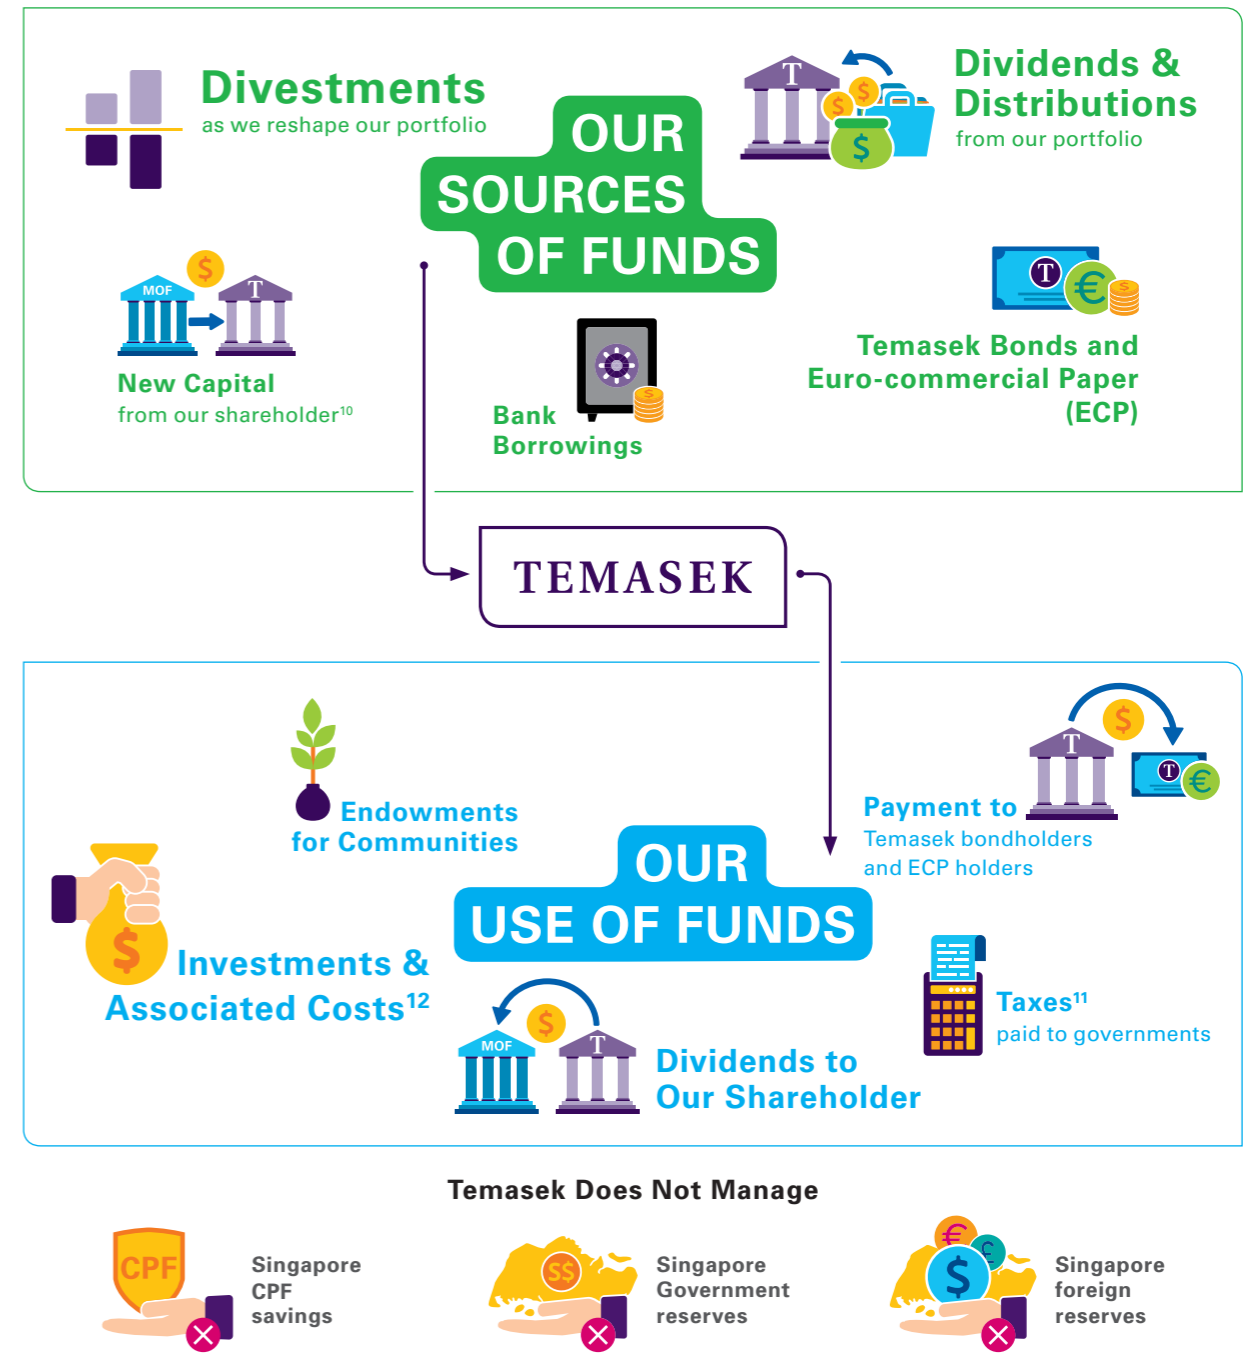 Divestments
as we reshape our portfolio
OUR
SOURCES
OF FUNDS
T
$
$
$
Dividends &
Distributions
from our portfolio
$
MOF
T
New Capital
from our shareholder¹⁰
$
Bank
Borrowings
T
€
$
Temasek Bonds and
Euro-commercial Paper
(ECP)
TEMASEK
Endowments
for Communities
$
T
T
€
Payment to
Temasek bondholders
and ECP holders
OUR
USE OF FUNDS
$
Investments &
Associated Costs¹²
$
MOF
T
Dividends to
Our Shareholder
Taxes¹¹
paid to governments
Temasek Does Not Manage
CPF
Singapore
CPF
savings
S$
Singapore
Government
reserves
€
£
$
Singapore
foreign
reserves